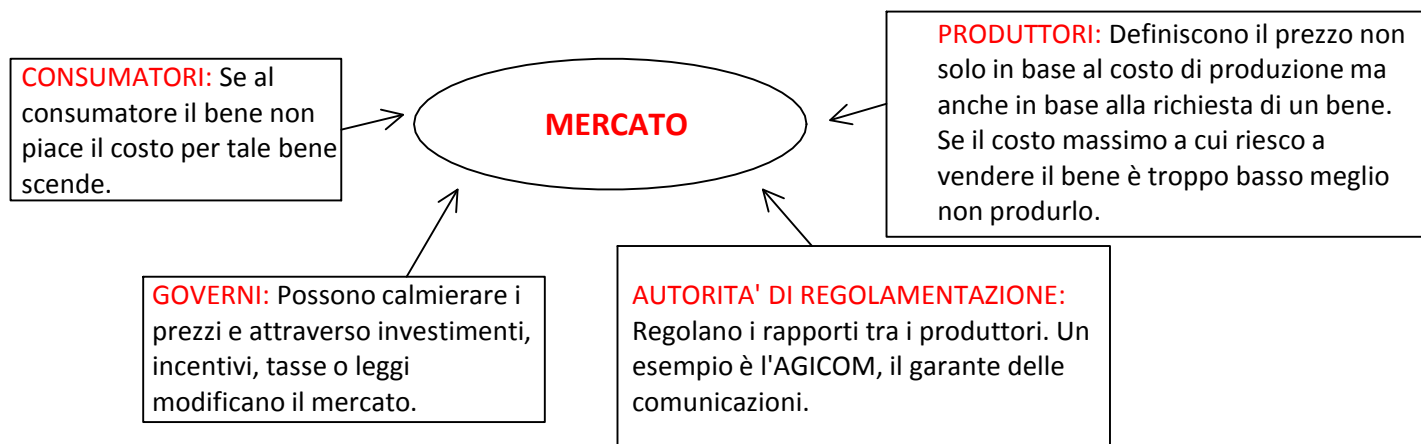 CONSUMATORI: Se al
consumatore il bene non
piace il costo per tale bene
scende.
MERCATO
PRODUTTORI: Definiscono il prezzo non
solo in base al costo di produzione ma
anche in base alla richiesta di un bene.
Se il costo massimo a cui riesco a
vendere il bene è troppo basso meglio
non produrlo.
GOVERNI: Possono calmierare i
prezzi e attraverso investimenti,
incentivi, tasse o leggi
modificano il mercato.
AUTORITA' DI REGOLAMENTAZIONE:
Regolano i rapporti tra i produttori. Un
esempio è l'AGICOM, il garante delle
comunicazioni.